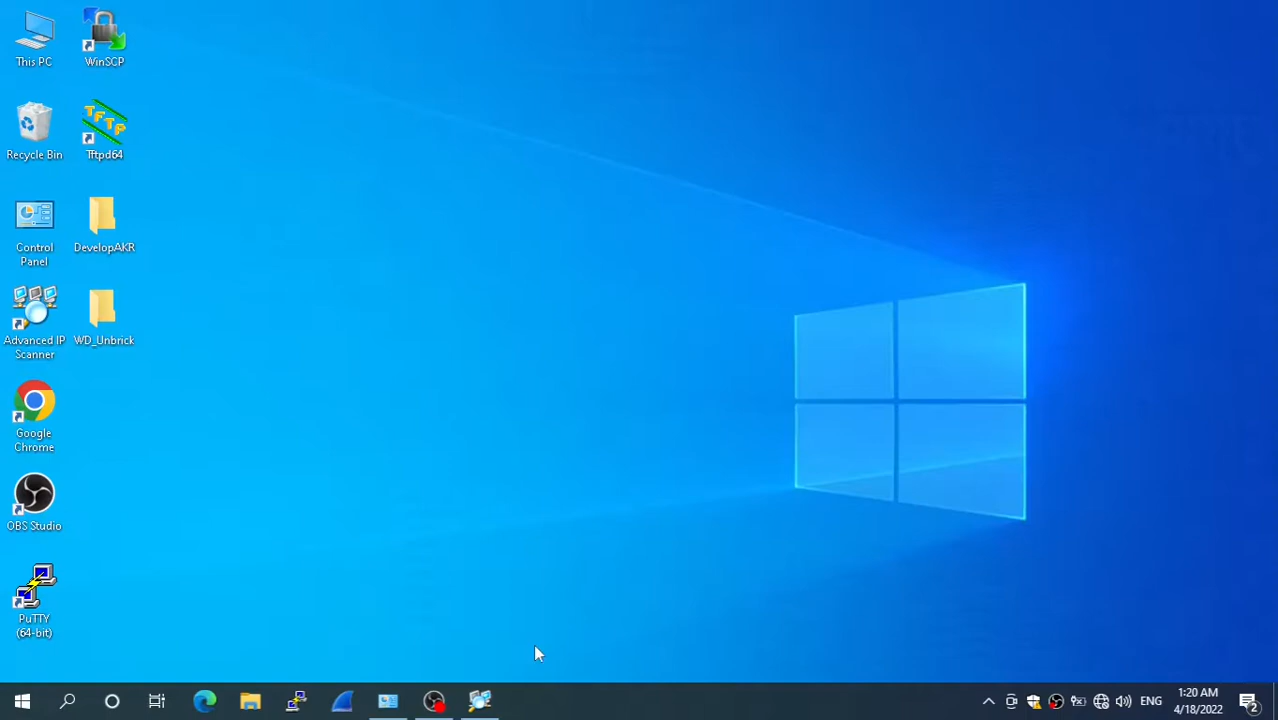 This PC
WinSCP
Recycle Bin
TFTP
Tftpd64
Control
Panel
DevelopAKR
Advanced IP
Scanner
WD_Unbrick
Google
Chrome
OBS Studio
PuTTY
(64-bit)
ENG
1:20 AM
4/18/2022
2